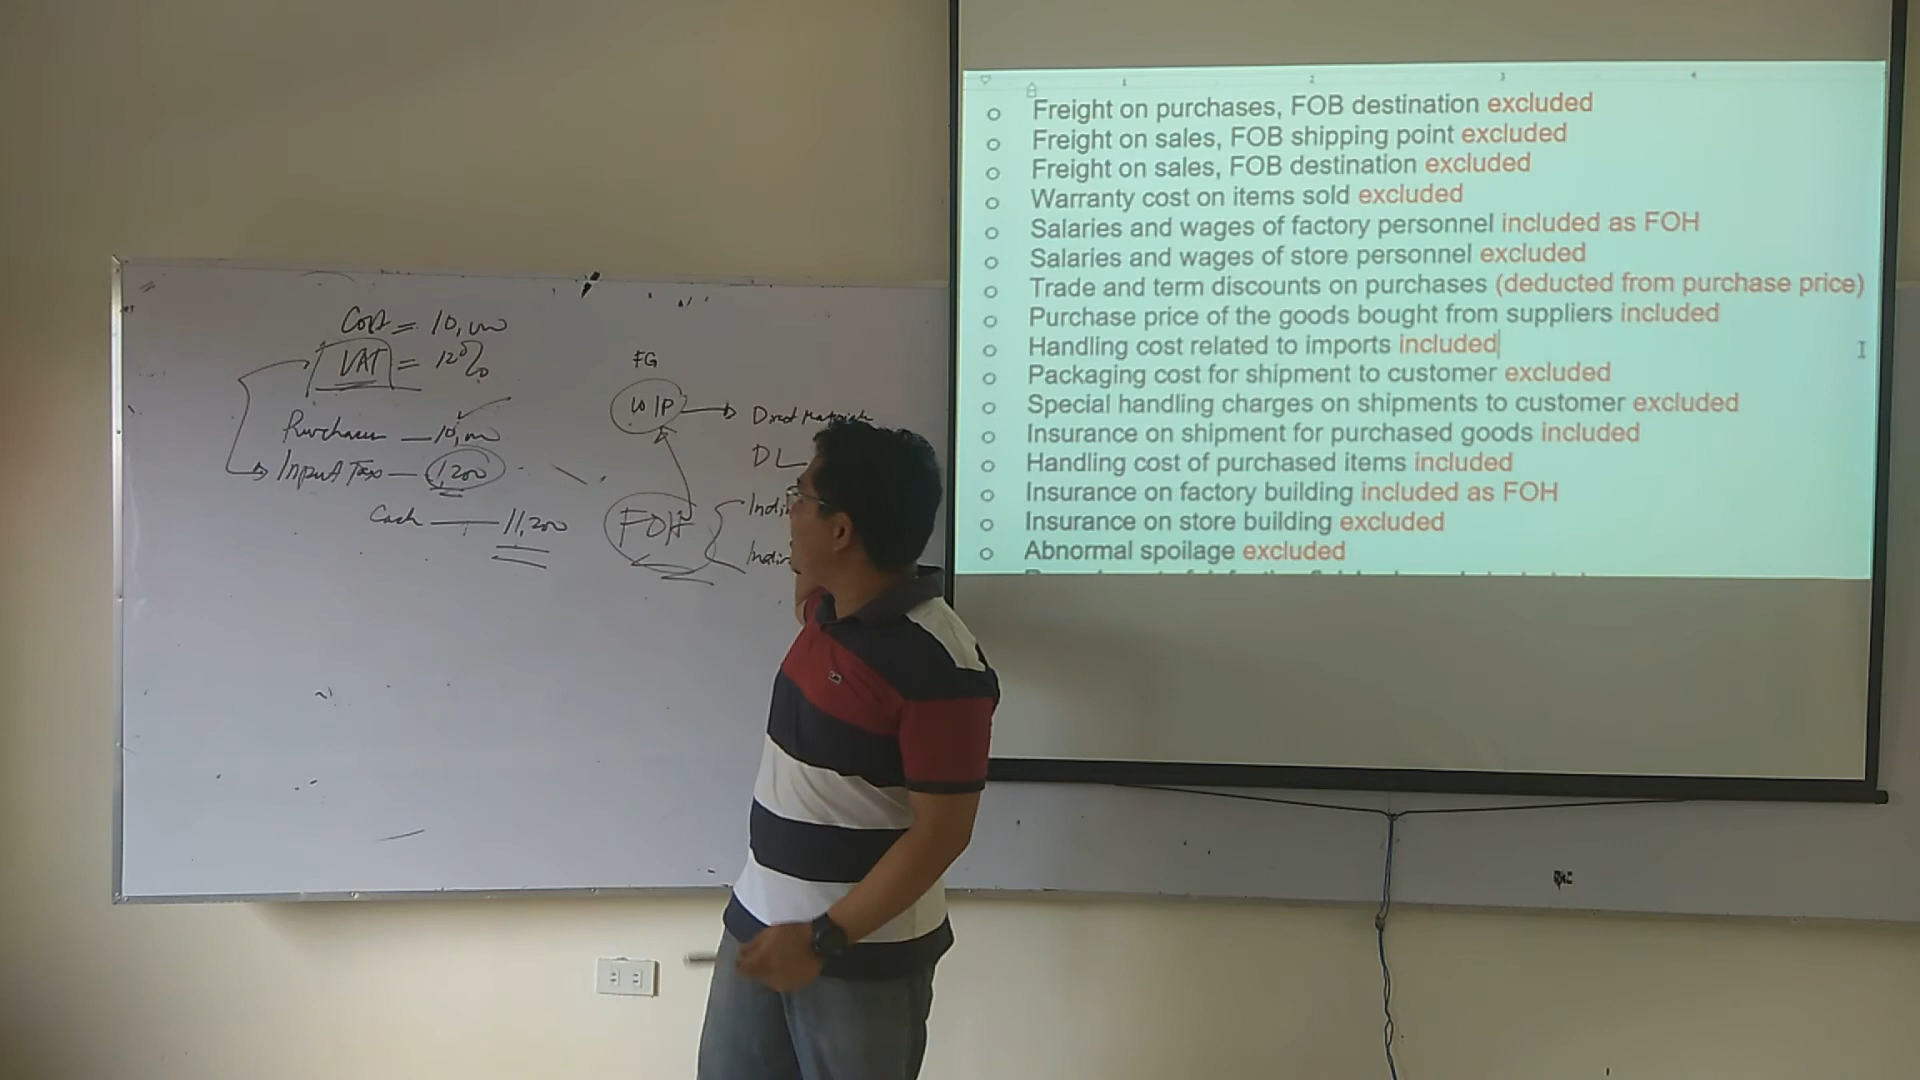 Cost = 10,000
VAT = 12%
Purchases — 10,000
Input Tax — 1,200
Cash — 11,200
FG
WIP
Direct Materials
DL
FOH
Indi
Indi
1 2 3 4
Freight on purchases, FOB destination excluded
Freight on sales, FOB shipping point excluded
Freight on sales, FOB destination excluded
Warranty cost on items sold excluded
Salaries and wages of factory personnel included as FOH
Salaries and wages of store personnel excluded
Trade and term discounts on purchases (deducted from purchase price)
Purchase price of the goods bought from suppliers included
Handling cost related to imports included
Packaging cost for shipment to customer excluded
Special handling charges on shipments to customer excluded
Insurance on shipment for purchased goods included
Handling cost of purchased items included
Insurance on factory building included as FOH
Insurance on store building excluded
Abnormal spoilage excluded